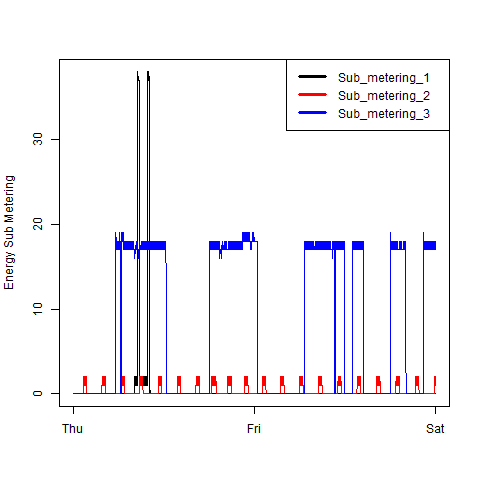 Sub_metering_1
Sub_metering_2
Sub_metering_3
Energy Sub Metering
30
20
10
0
Thu Fri Sat